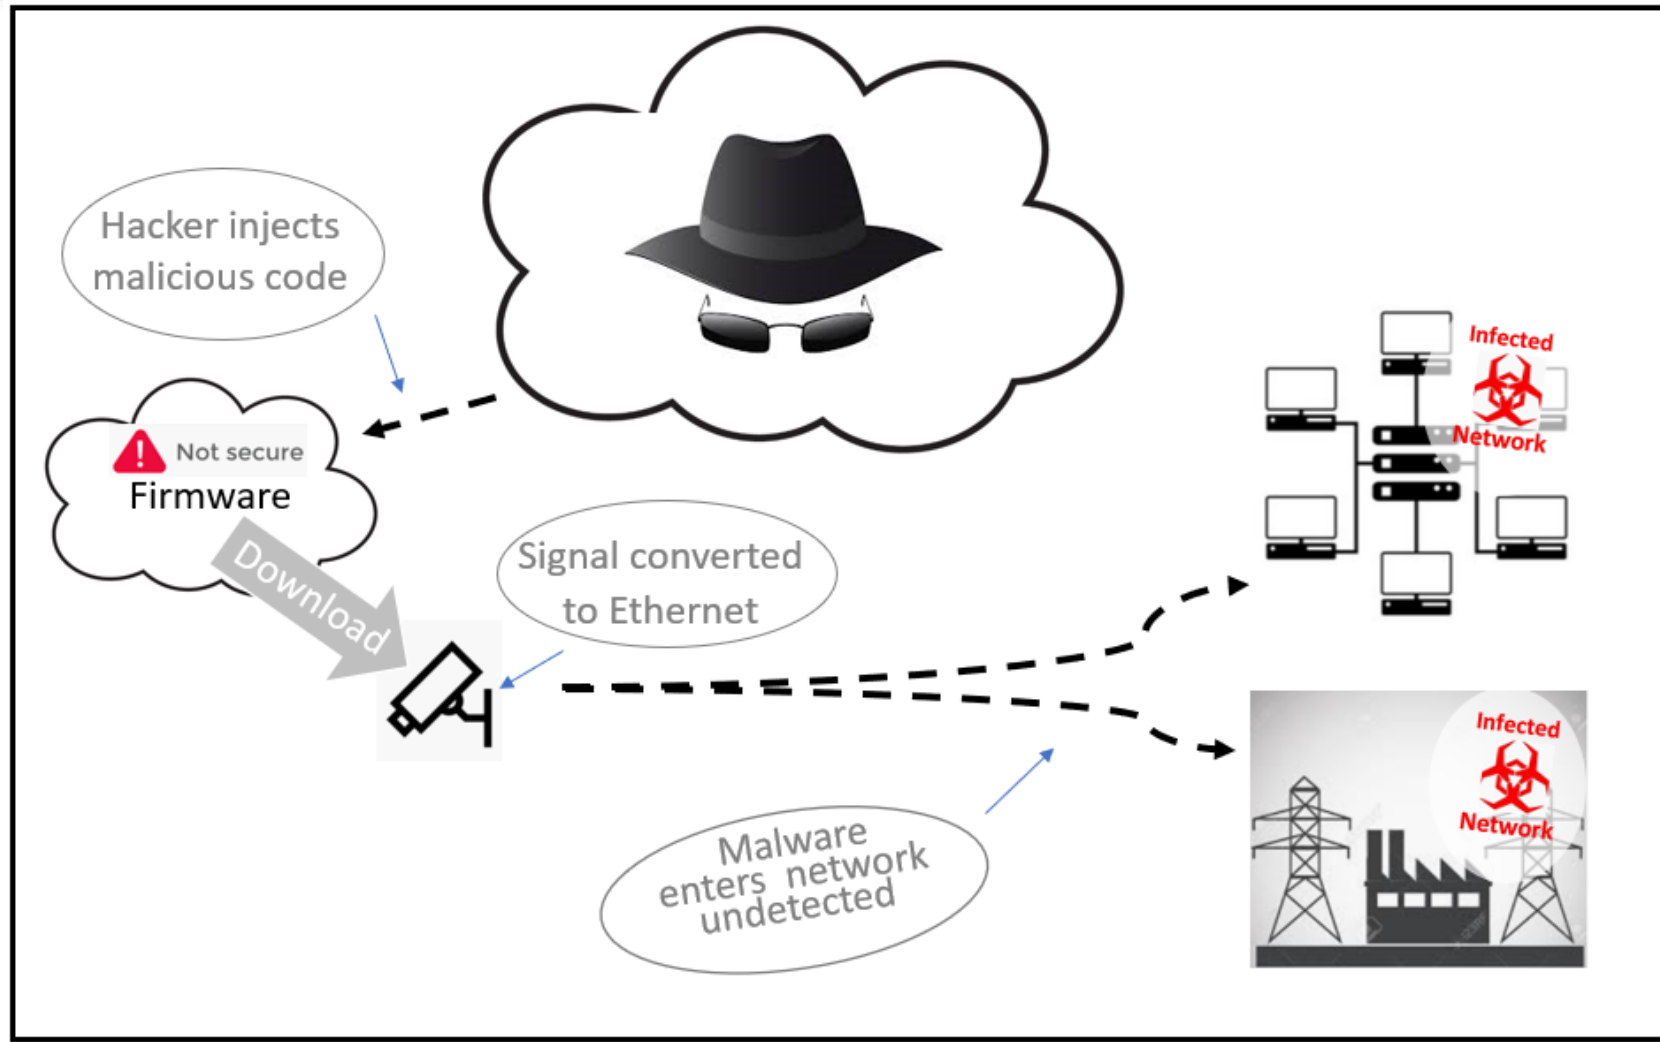 Hacker injects
malicious code
Not secure
Firmware
Download
Signal converted
to Ethernet
Malware
enters network
undetected
Infected
Network
Infected
Network